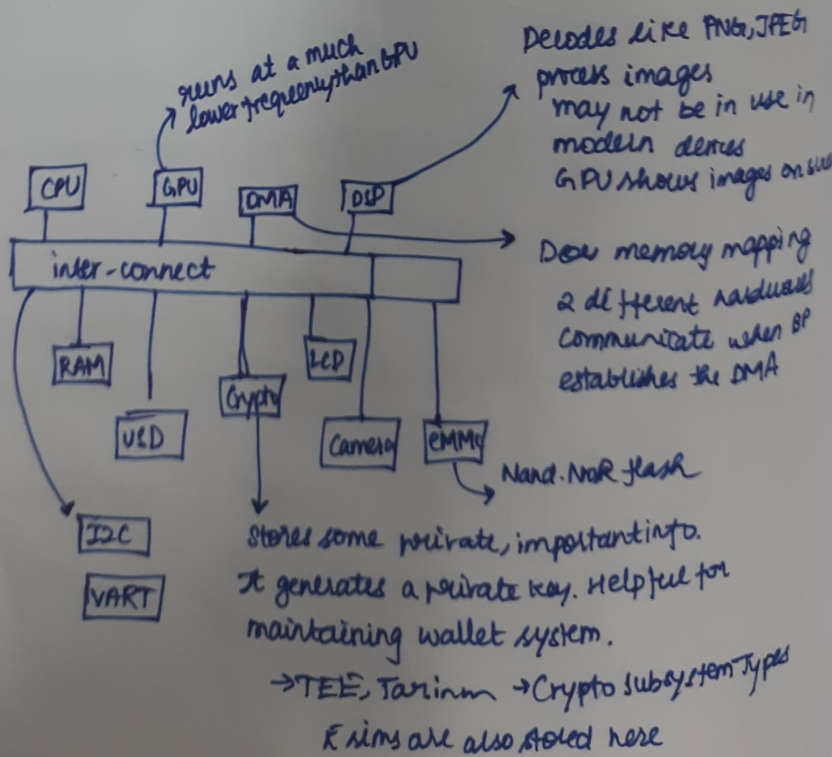 runs at a much
lower frequency than GPU
Decodes like PNG, JPEG
process images
may not be in use in
modern devices
GPU shows images on
CPU
GPU
DMA
DSP
inter-connect
Does memory mapping
2 different hardwares
communicate when BP
establishes the DMA
RAM
LCD
Crypto
USD
Camera
eMMC
Nand. NOR flash
I2C
UART
Stores some private, important info.
It generates a private key. Helpful for
maintaining wallet system.
→TEE, → Crypto subsystem Types
Esims are also stored here